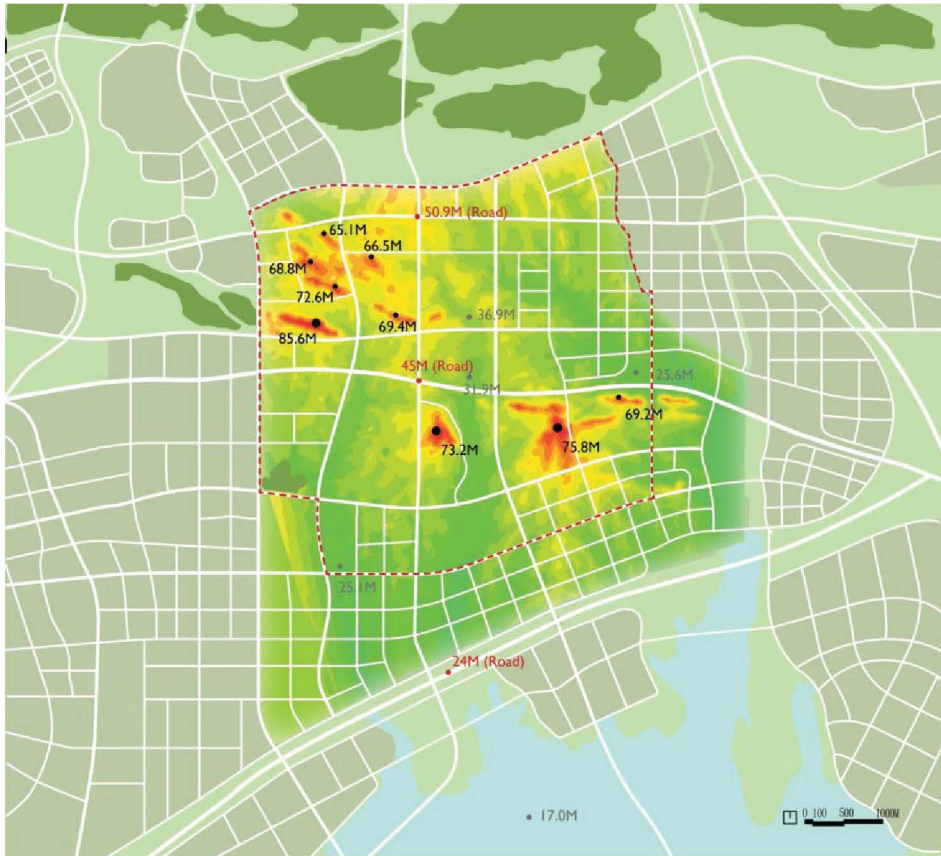 50.9M (Road)
65.1M
66.5M
68.8M
72.6M
85.6M
69.4M
36.9M
45M (Road)
31.9M
25.6M
69.2M
73.2M
75.8M
25.1M
24M (Road)
17.0M
0 100 500 1000M